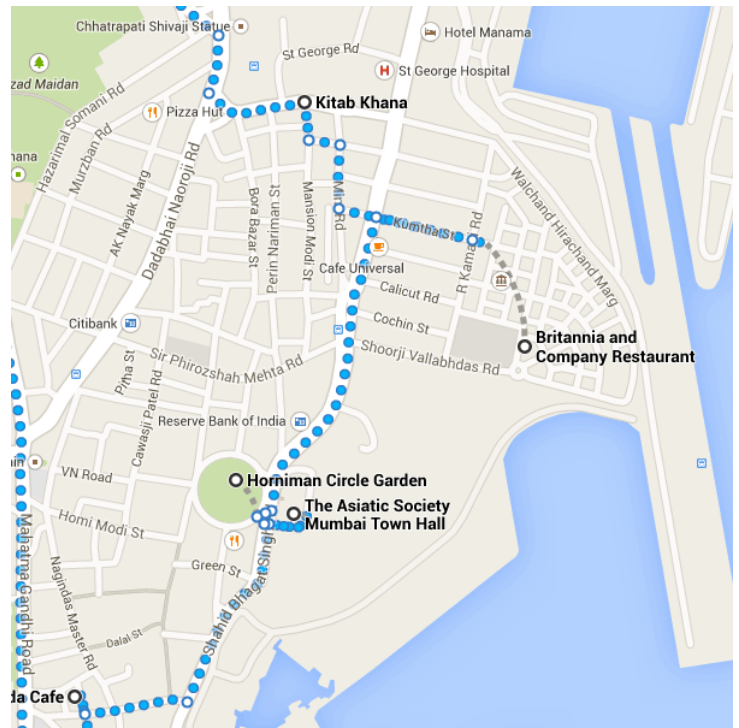 Chhatrapati Shivaji Statue
Hotel Manama
St George Rd
St George Hospital
zad Maidan
Kitab Khana
Pizza Hut
Hazarimal Somani Rd
Murzban Rd
hana
AK Nayak Marg
Dadabhai Naoroji Rd
Bora Bazar St
Perin Nariman St
Mansion Modi St
Mint Rd
Walchand Hirachand Marg
Kumtha St
R Kamani Rd
Cafe Universal
Calicut Rd
Citibank
Cochin St
Britannia and
Company Restaurant
Shoorji Vallabhdas Rd
Sir Phirozshah Mehta Rd
Pitha St
Cawasji Patel Rd
Reserve Bank of India
VN Road
Horniman Circle Garden
The Asiatic Society
Mumbai Town Hall
Homi Modi St
Mahatma Gandhi Road
Nagindas Master Rd
Green St
Shahid Bhagat Singh
Dalal St
da Cafe